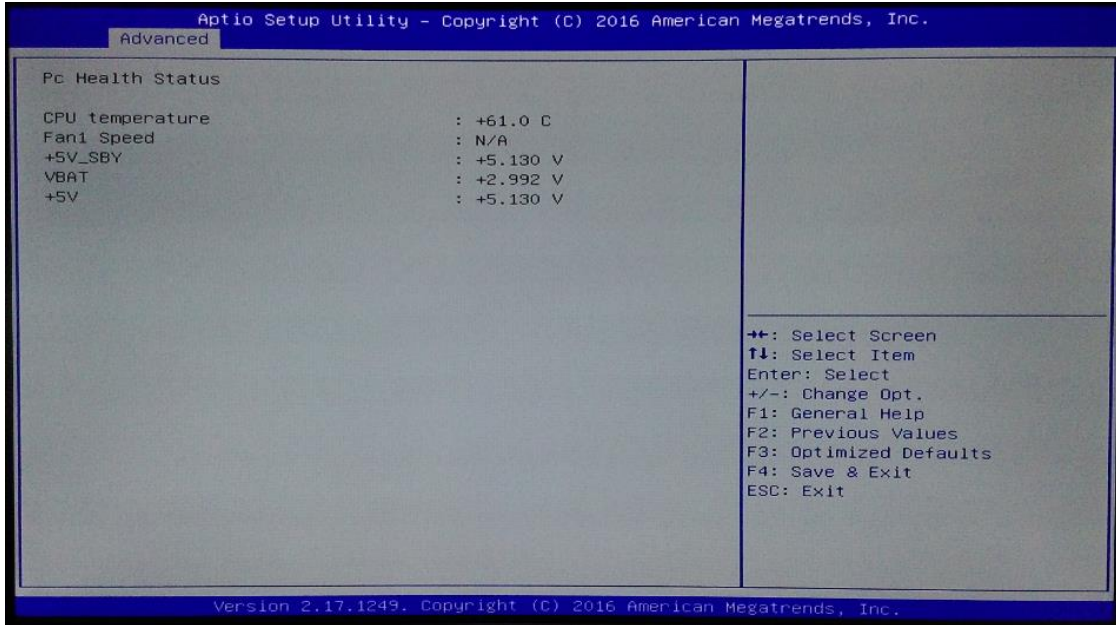 Aptio Setup Utility – Copyright (C) 2016 American Megatrends, Inc.
Advanced
Pc Health Status
CPU temperature : +61.0 C
Fan1 Speed : N/A
+5V_SBY : +5.130 V
VBAT : +2.992 V
+5V : +5.130 V
→←: Select Screen
↑↓: Select Item
Enter: Select
+/-: Change Opt.
F1: General Help
F2: Previous Values
F3: Optimized Defaults
F4: Save & Exit
ESC: Exit
Version 2.17.1249. Copyright (C) 2016 American Megatrends, Inc.